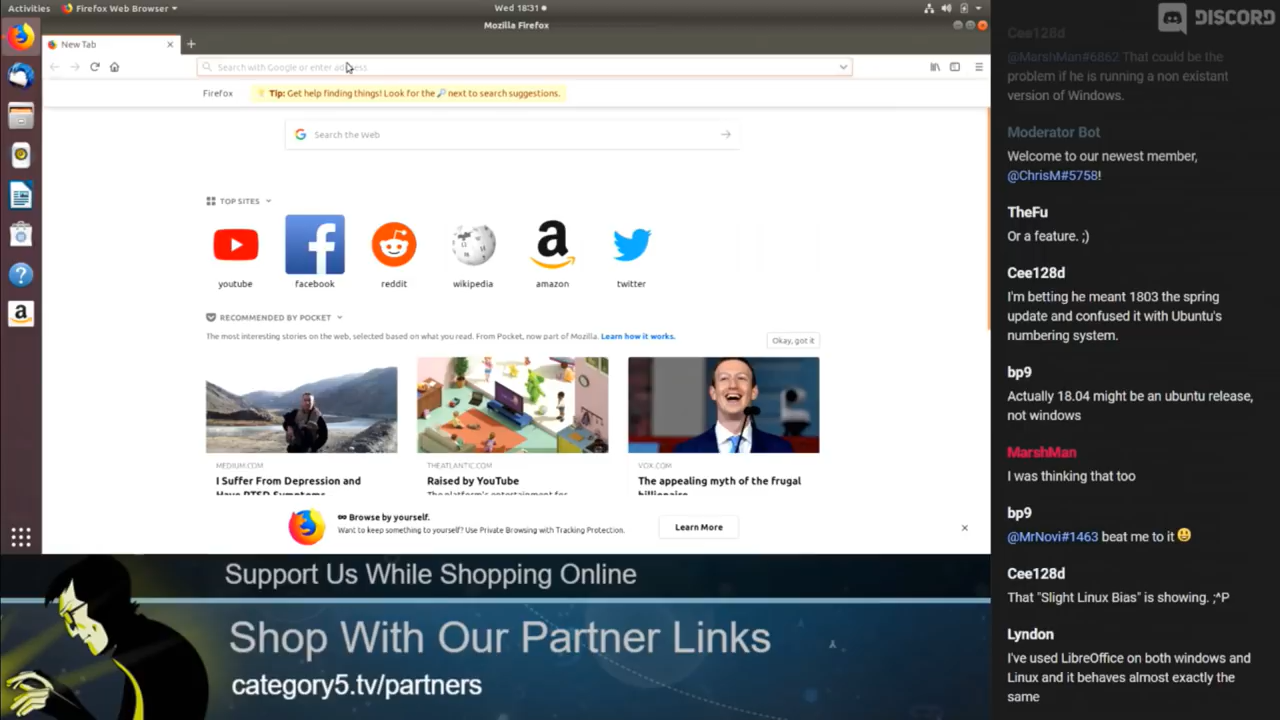 Activities Firefox Web Browser Wed 18:31
Mozilla Firefox
New Tab
Search with Google or enter address
Firefox Tip: Get help finding things! Look for the 🔎 next to search suggestions.
Search the Web
TOP SITES
youtube facebook reddit wikipedia amazon twitter
RECOMMENDED BY POCKET
The most interesting stories on the web, selected based on what you read. From Pocket, now part of Mozilla. Learn how it works.
Okay, got it
MEDIUM.COM
I Suffer From Depression and
Have PTSD Symptoms
THEATLANTIC.COM
Raised by YouTube
The platform's entertainment for
VOX.COM
The appealing myth of the frugal
billionaire
Browse by yourself.
Want to keep something to yourself? Use Private Browsing with Tracking Protection.
Learn More
Support Us While Shopping Online
Shop With Our Partner Links
category5.tv/partners
DISCORD
Cee128d
@MarshMan#6862 That could be the
problem if he is running a non existant
version of Windows.
Moderator Bot
Welcome to our newest member,
@ChrisM#5758!
TheFu
Or a feature. ;)
Cee128d
I'm betting he meant 1803 the spring
update and confused it with Ubuntu's
numbering system.
bp9
Actually 18.04 might be an ubuntu release,
not windows
MarshMan
I was thinking that too
bp9
@MrNovi#1463 beat me to it 😃
Cee128d
That "Slight Linux Bias" is showing. ;^P
Lyndon
I've used LibreOffice on both windows and
Linux and it behaves almost exactly the
same